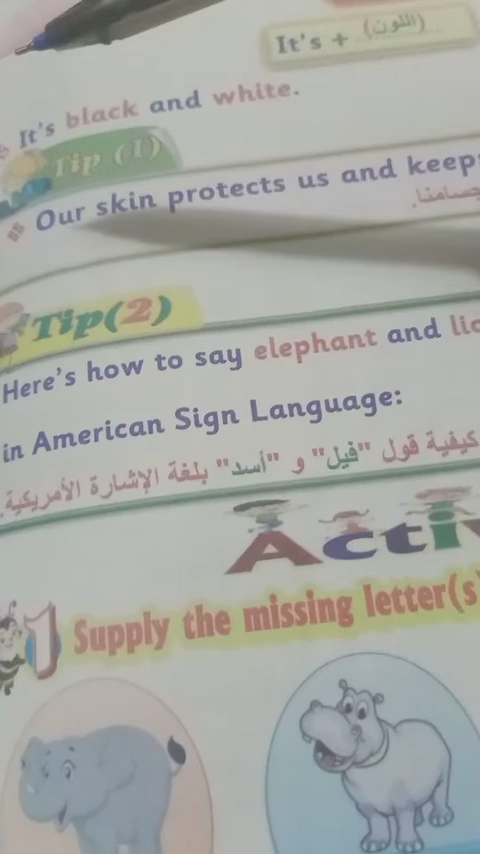 It's + (اللون)
It's black and white.
Tip (1)
Our skin protects us and keep
جسامنا.
Tip(2)
Here's how to say elephant and
in American Sign Language:
كيفية قول "فيل" و "أسد" بلغة الإشارة الأمريكية.
Acti
1 Supply the missing letter(s